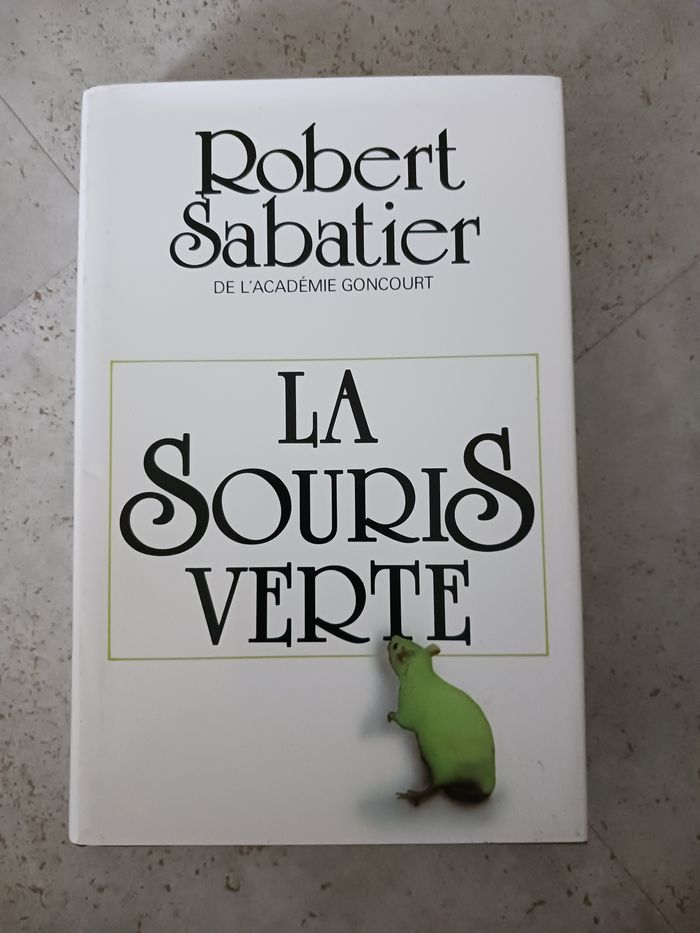 Robert
Sabatier
DE L'ACADÉMIE GONCOURT
LA
SOURIS
VERTE